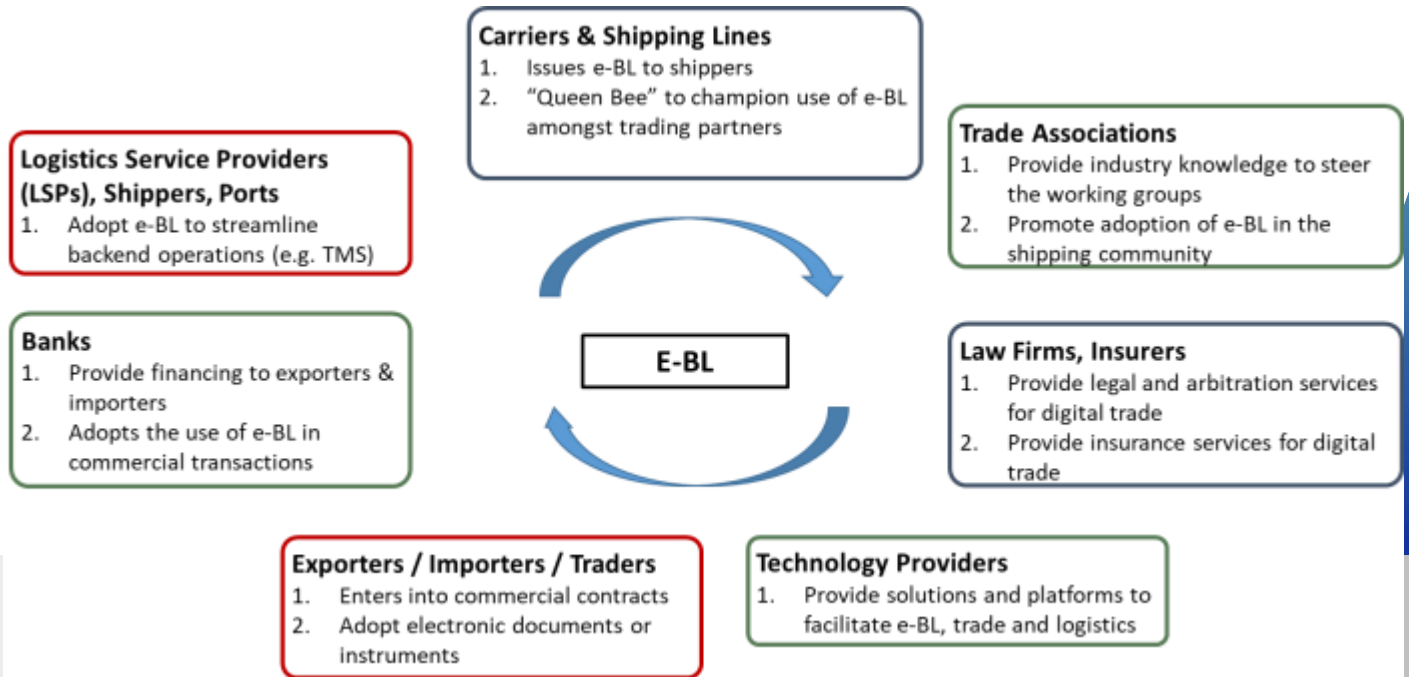 Carriers & Shipping Lines
1. Issues e-BL to shippers
2. “Queen Bee” to champion use of e-BL
amongst trading partners
Logistics Service Providers
(LSPs), Shippers, Ports
1. Adopt e-BL to streamline
backend operations (e.g. TMS)
Trade Associations
1. Provide industry knowledge to steer
the working groups
2. Promote adoption of e-BL in the
shipping community
Banks
1. Provide financing to exporters &
importers
2. Adopts the use of e-BL in
commercial transactions
E-BL
Law Firms, Insurers
1. Provide legal and arbitration services
for digital trade
2. Provide insurance services for digital
trade
Exporters / Importers / Traders
1. Enters into commercial contracts
2. Adopt electronic documents or
instruments
Technology Providers
1. Provide solutions and platforms to
facilitate e-BL, trade and logistics